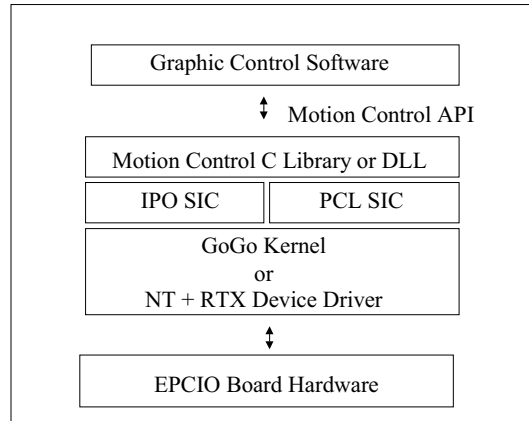 Graphic Control Software
Motion Control API
Motion Control C Library or DLL
IPO SIC
PCL SIC
GoGo Kernel
or
NT + RTX Device Driver
EPCIO Board Hardware